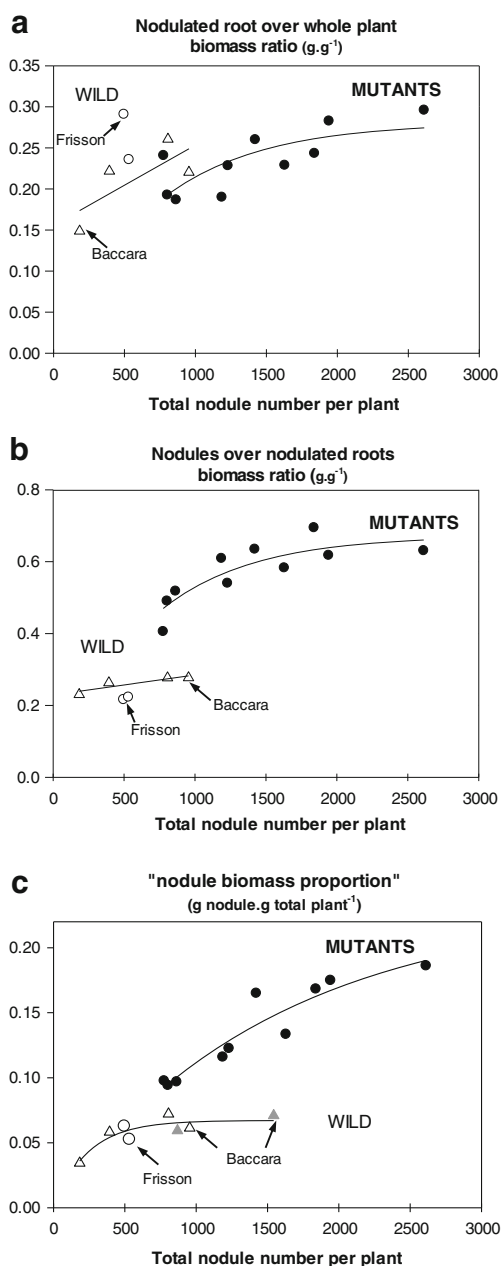 a
Nodulated root over whole plant
biomass ratio (g.g⁻¹)
0.35
0.30
0.25
0.20
0.15
0.10
0.05
0.00
WILD
MUTANTS
Frisson
Baccara
0 500 1000 1500 2000 2500 3000
Total nodule number per plant
b
Nodules over nodulated roots
biomass ratio (g.g⁻¹)
0.8
0.6
0.4
0.2
0.0
MUTANTS
WILD
Baccara
Frisson
0 500 1000 1500 2000 2500 3000
Total nodule number per plant
c
"nodule biomass proportion"
(g nodule.g total plant⁻¹)
0.20
0.15
0.10
0.05
0.00
MUTANTS
WILD
Baccara
Frisson
0 500 1000 1500 2000 2500 3000
Total nodule number per plant